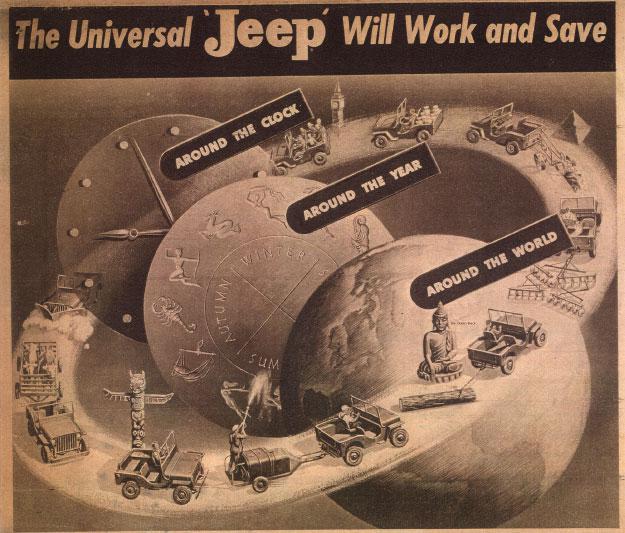 The Universal 'Jeep' Will Work and Save
AROUND THE CLOCK
AROUND THE YEAR
AROUND THE WORLD
WINTER
AUTUMN
SUM